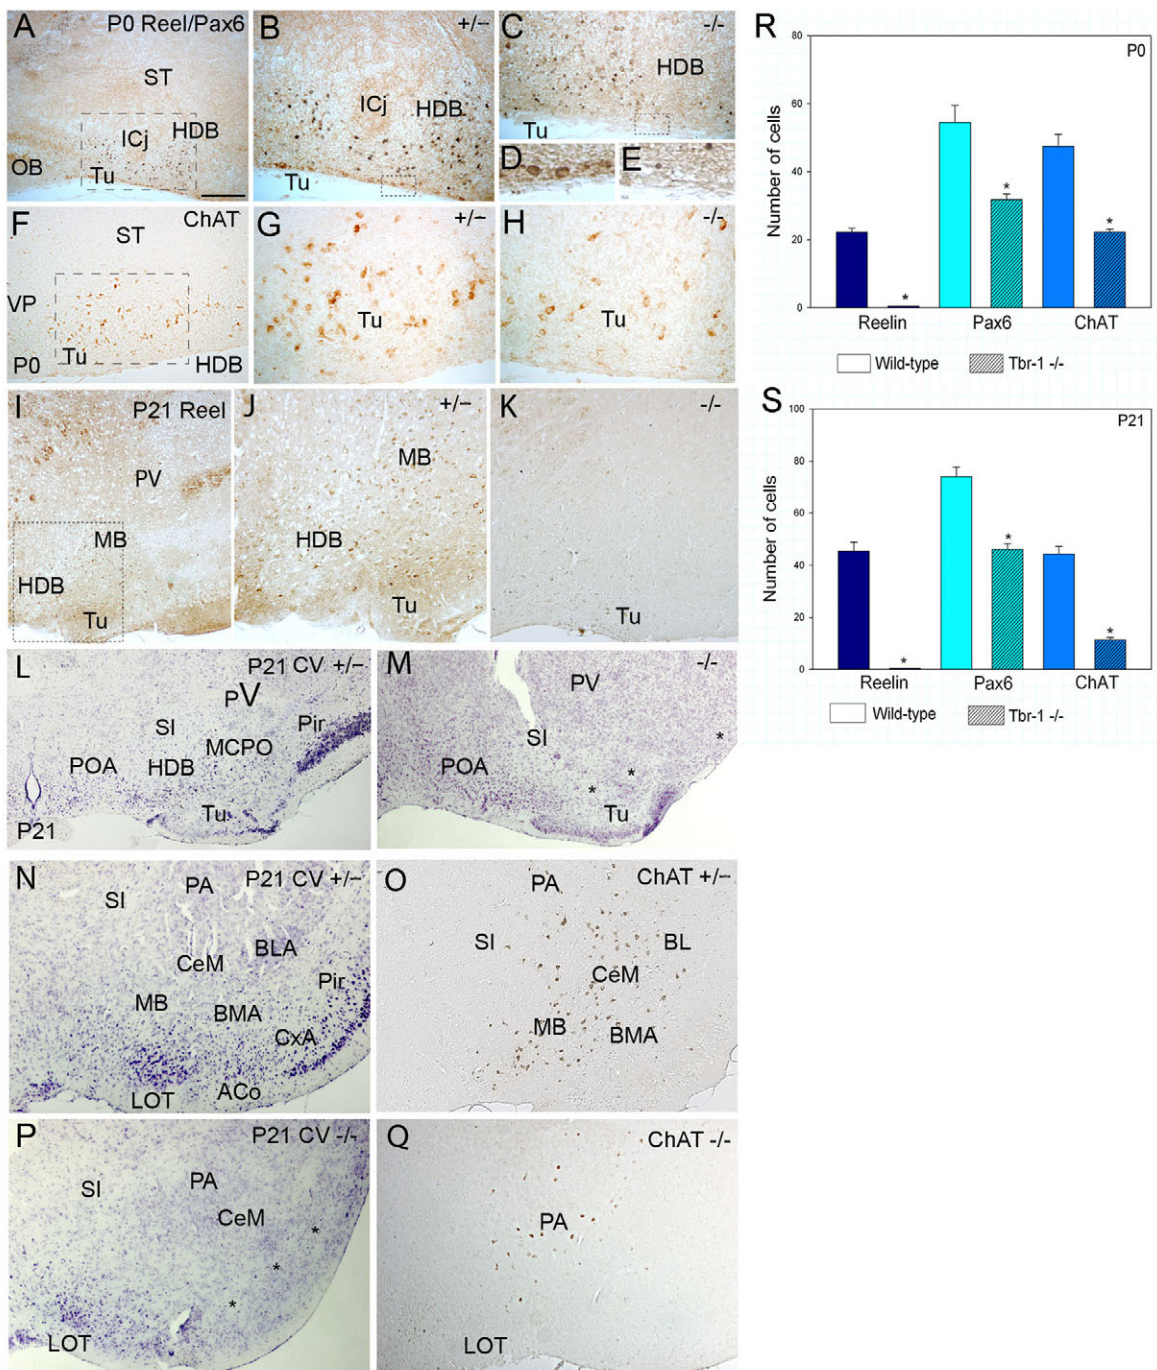 A P0 Reel/Pax6
ST
ICj HDB
OB
Tu
B +/−
ICj HDB
Tu
C -/-
HDB
Tu
D E
F ChAT
ST
VP
Tu
P0 HDB
G +/−
Tu
H -/-
Tu
I P21 Reel
PV
MB
HDB
Tu
J +/−
MB
HDB
Tu
K -/-
Tu
L P21 CV +/−
PV
SI Pir
MCPO
POA HDB
Tu
P21
M -/-
PV
SI *
POA *
*
Tu
N P21 CV +/−
PA
SI
BLA
CeM
Pir
MB BMA
CxA
LOT ACo
O ChAT +/−
PA
SI BL
CeM
MB BMA
P P21 CV -/-
SI PA
CeM
*
*
*
LOT
Q ChAT -/-
PA
LOT
R
P0
Number of cells
80
60
40
20
0
* * *
Reelin Pax6 ChAT
Wild-type Tbr-1 -/-
S
P21
Number of cells
100
80
60
40
20
0
* * *
Reelin Pax6 ChAT
Wild-type Tbr-1 -/-